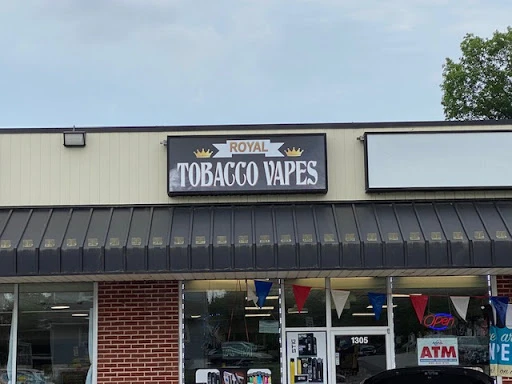 ROYAL
TOBACCO VAPES
1305
Open
ATM